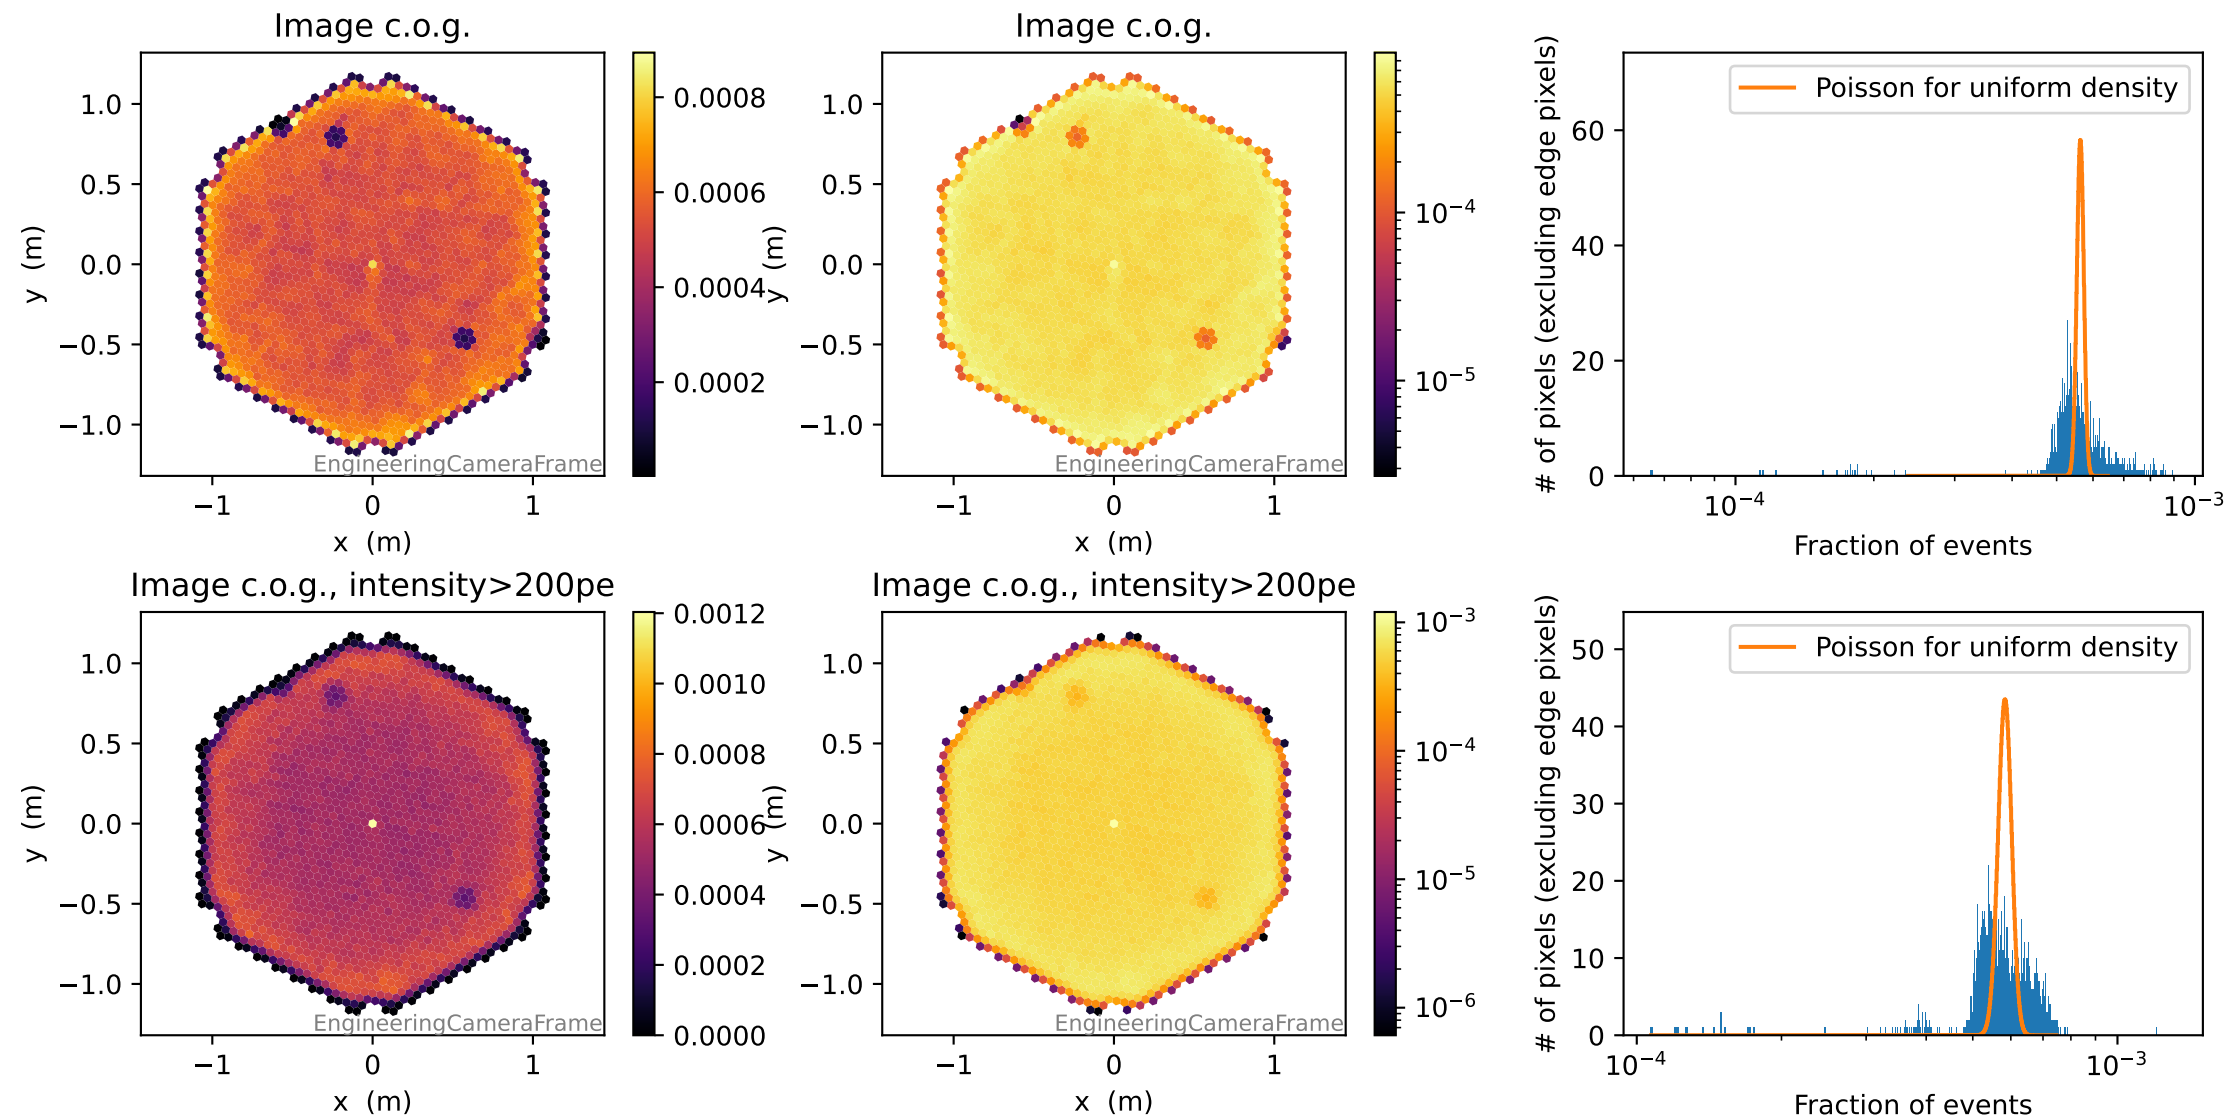 Image c.o.g.
1.0
0.5
0.0
−0.5
−1.0
y (m)
−1
0
1
x (m)
EngineeringCameraFrame
0.0008
0.0006
0.0004
0.0002
Image c.o.g.
1.0
0.5
0.0
−0.5
−1.0
y (m)
−1
0
1
x (m)
EngineeringCameraFrame
10⁻⁴
10⁻⁵
# of pixels (excluding edge pixels)
60
40
20
0
Poisson for uniform density
10⁻⁴
10⁻³
Fraction of events
Image c.o.g., intensity>200pe
1.0
0.5
0.0
−0.5
−1.0
y (m)
−1
0
1
x (m)
EngineeringCameraFrame
0.0012
0.0010
0.0008
0.0006
0.0004
0.0002
0.0000
Image c.o.g., intensity>200pe
1.0
0.5
0.0
−0.5
−1.0
y (m)
−1
0
1
x (m)
EngineeringCameraFrame
10⁻³
10⁻⁴
10⁻⁵
10⁻⁶
# of pixels (excluding edge pixels)
50
40
30
20
10
0
Poisson for uniform density
10⁻⁴
10⁻³
Fraction of events